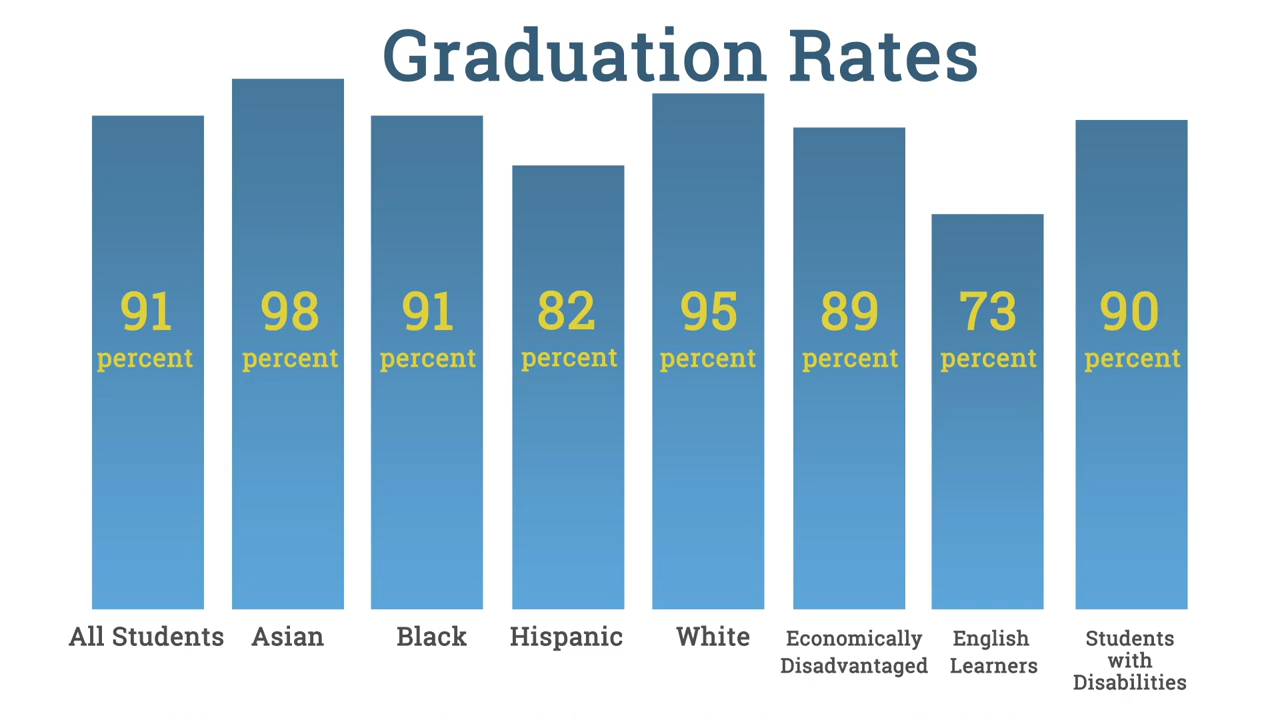 Graduation Rates
91
percent
98
percent
91
percent
82
percent
95
percent
89
percent
73
percent
90
percent
All Students
Asian
Black
Hispanic
White
Economically
Disadvantaged
English
Learners
Students
with
Disabilities